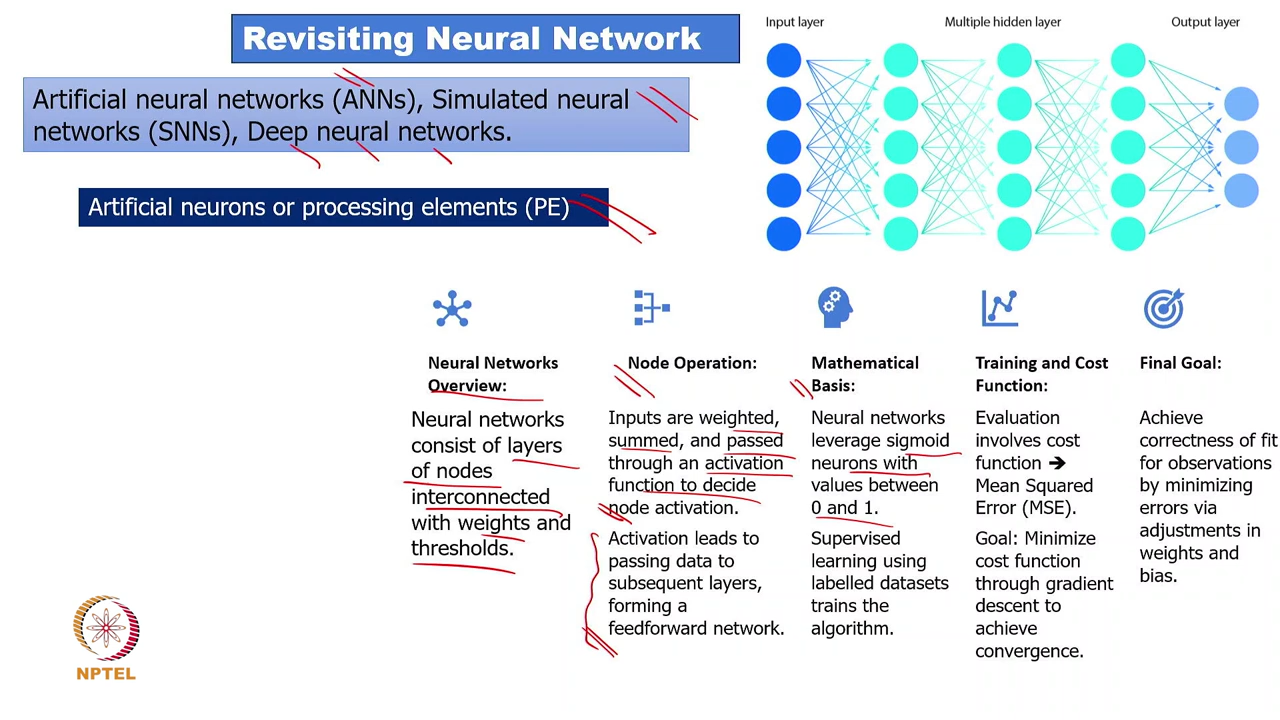 Revisiting Neural Network
Input layer
Multiple hidden layer
Output layer
Artificial neural networks (ANNs), Simulated neural
networks (SNNs), Deep neural networks.
Artificial neurons or processing elements (PE)
Neural Networks
Overview:
Neural networks
consist of layers
of nodes
interconnected
with weights and
thresholds.
Node Operation:
Inputs are weighted,
summed, and passed
through an activation
function to decide
node activation.
Activation leads to
passing data to
subsequent layers,
forming a
feedforward network.
Mathematical
Basis:
Neural networks
leverage sigmoid
neurons with
values between
0 and 1.
Supervised
learning using
labelled datasets
trains the
algorithm.
Training and Cost
Function:
Evaluation
involves cost
function ➔
Mean Squared
Error (MSE).
Goal: Minimize
cost function
through gradient
descent to
achieve
convergence.
Final Goal:
Achieve
correctness of fit
for observations
by minimizing
errors via
adjustments in
weights and
bias.
NPTEL